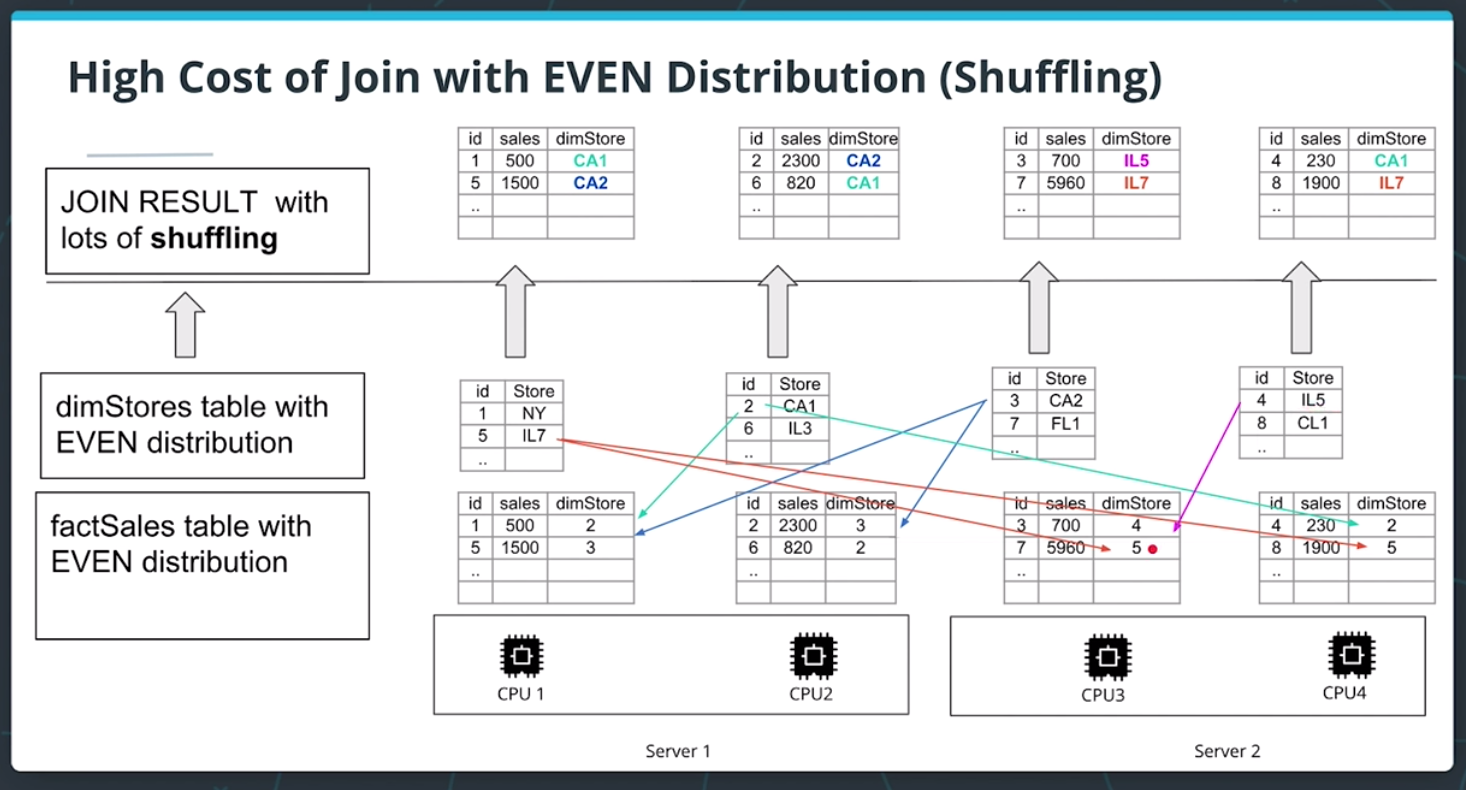 High Cost of Join with EVEN Distribution (Shuffling)
JOIN RESULT with
lots of shuffling
id sales dimStore
1 500 CA1
5 1500 CA2
..
id sales dimStore
2 2300 CA2
6 820 CA1
..
id sales dimStore
3 700 IL5
7 5960 IL7
..
id sales dimStore
4 230 CA1
8 1900 IL7
..
dimStores table with
EVEN distribution
id Store
1 NY
5 IL7
..
id Store
2 CA1
6 IL3
..
id Store
3 CA2
7 FL1
..
id Store
4 IL5
8 CL1
..
factSales table with
EVEN distribution
id sales dimStore
1 500 2
5 1500 3
..
id sales dimStore
2 2300 3
6 820 2
..
id sales dimStore
3 700 4
7 5960 5
..
id sales dimStore
4 230 2
8 1900 5
..
CPU 1
CPU2
CPU3
CPU4
Server 1
Server 2